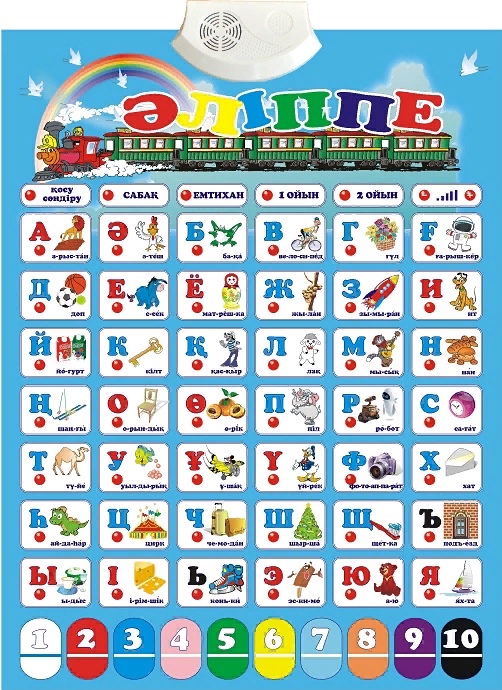 ӘЛІППЕ
қосу
сөндіру
САБАҚ
ЕМТИХАН
1 ОЙЫН
2 ОЙЫН
А
а-рыс-тан
Ә
ә-теш
Б
ба-қа
В
ве-ло-си-пед
Г
гүл
Ғ
ға-рыш-кер
Д
доп
Е
е-сек
Ё
мат-рёш-ка
Ж
жы-лан
З
зы-мы-ран
И
ит
Й
йо-гурт
К
кілт
Қ
қас-қыр
Л
лақ
М
мы-сық
Н
нан
Ң
шаң-ғы
О
о-рын-дық
Ө
ө-рік
П
піл
Р
ро-бот
С
са-ғат
Т
тү-йе
У
уыл-ды-рық
Ұ
ұ-шақ
Ү
үй-рек
Ф
фо-то-ап-па-рат
Х
хат
Һ
ай-да-һар
Ц
цирк
Ч
че-мо-дан
Ш
шыр-ша
Щ
щет-ка
Ъ
подъ-езд
Ы
ы-дыс
І
і-рім-шік
Ь
конь-ки
Э
эс-ки-мо
Ю
а-ю
Я
ях-та
1 2 3 4 5 6 7 8 9 10